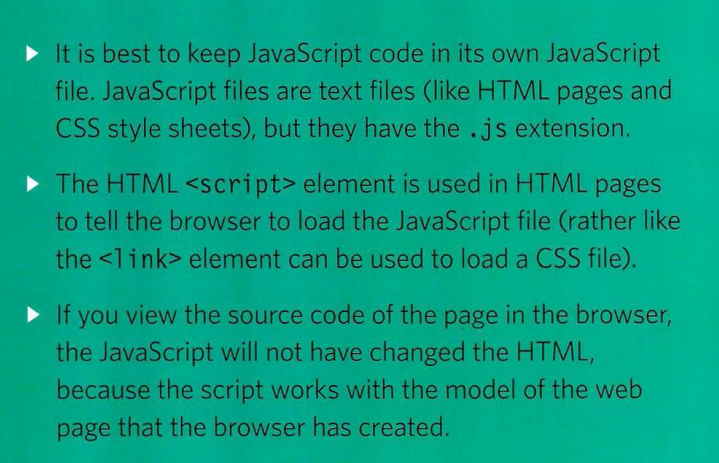 It is best to keep JavaScript code in its own JavaScript
file. JavaScript files are text files (like HTML pages and
CSS style sheets), but they have the .js extension.
The HTML <script> element is used in HTML pages
to tell the browser to load the JavaScript file (rather like
the <link> element can be used to load a CSS file).
If you view the source code of the page in the browser,
the JavaScript will not have changed the HTML,
because the script works with the model of the web
page that the browser has created.